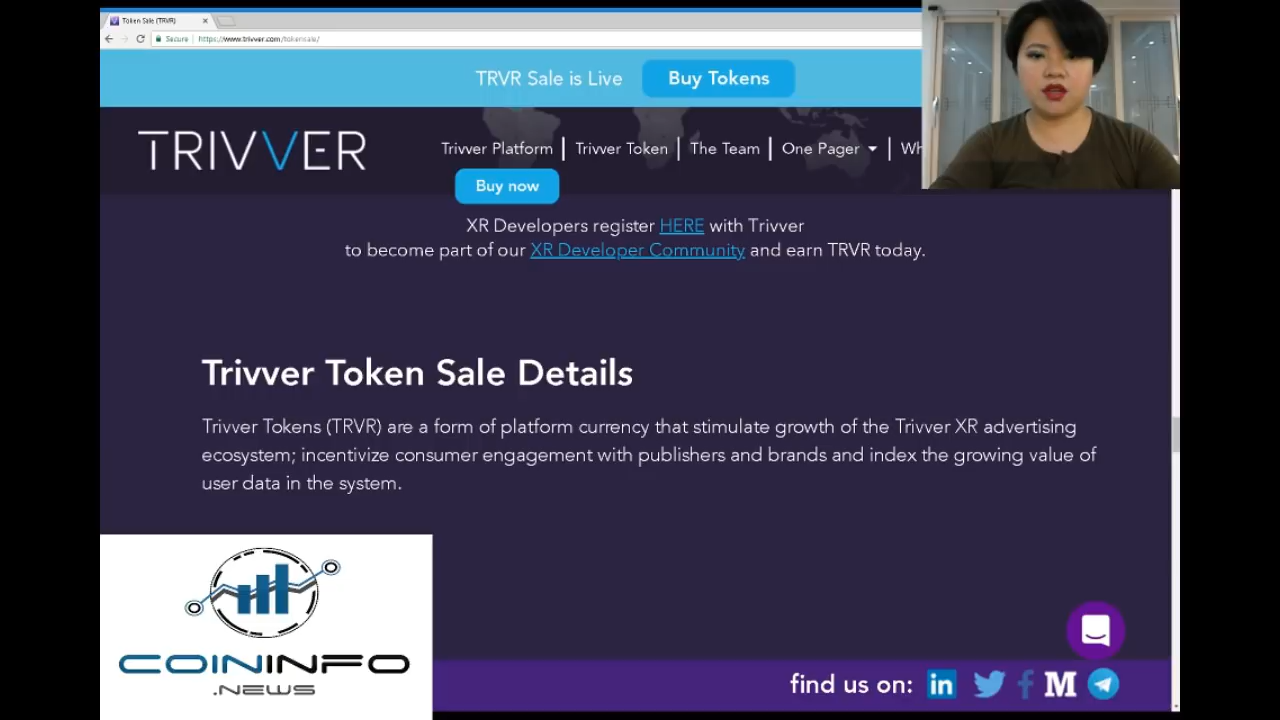 Token Sale (TRVR)
Secure https://www.trivver.com/tokensale/
TRVR Sale is Live Buy Tokens
TRIVVER
Trivver Platform Trivver Token The Team One Pager Wh
Buy now
XR Developers register HERE with Trivver
to become part of our XR Developer Community and earn TRVR today.
Trivver Token Sale Details
Trivver Tokens (TRVR) are a form of platform currency that stimulate growth of the Trivver XR advertising
ecosystem; incentivize consumer engagement with publishers and brands and index the growing value of
user data in the system.
COININFO
.NEWS
find us on: in f M